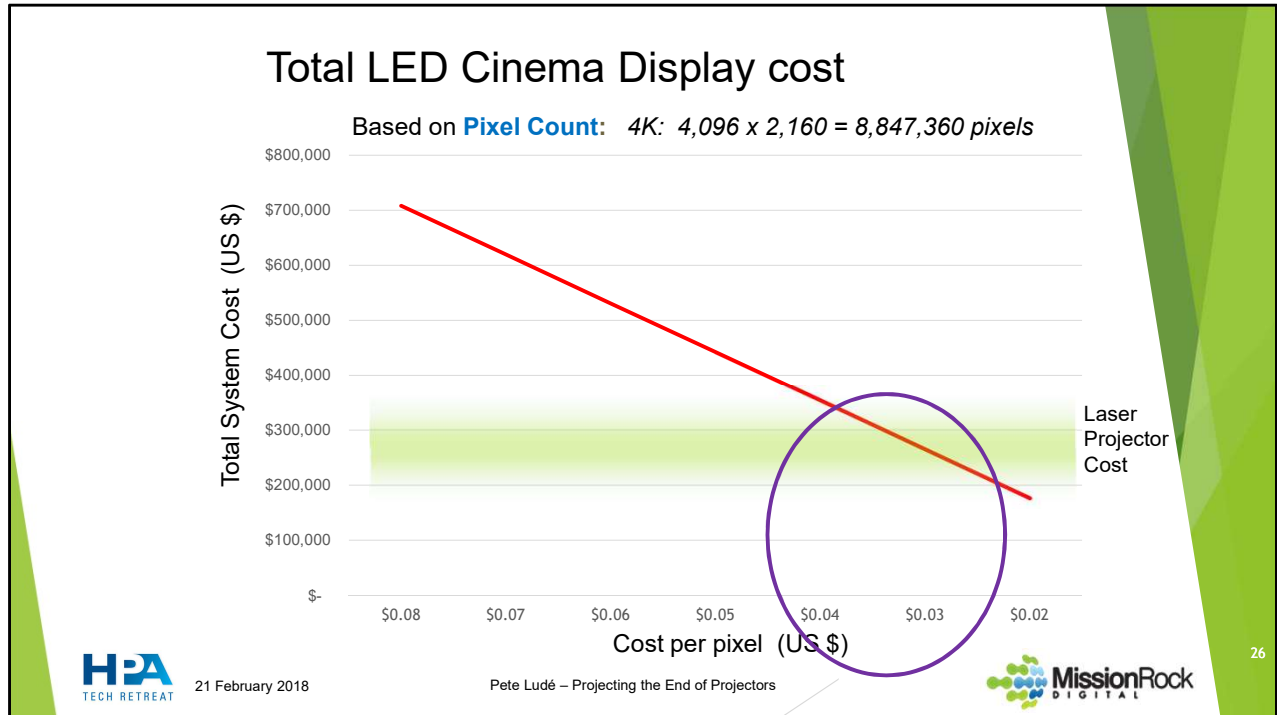 Total LED Cinema Display cost
Based on Pixel Count: 4K: 4,096 x 2,160 = 8,847,360 pixels
Total System Cost (US $)
$800,000
$700,000
$600,000
$500,000
$400,000
$300,000
$200,000
$100,000
$-
Laser
Projector
Cost
$0.08 $0.07 $0.06 $0.05 $0.04 $0.03 $0.02
Cost per pixel (US $)
HPA
TECH RETREAT
21 February 2018
Pete Ludé – Projecting the End of Projectors
MissionRock
DIGITAL
26